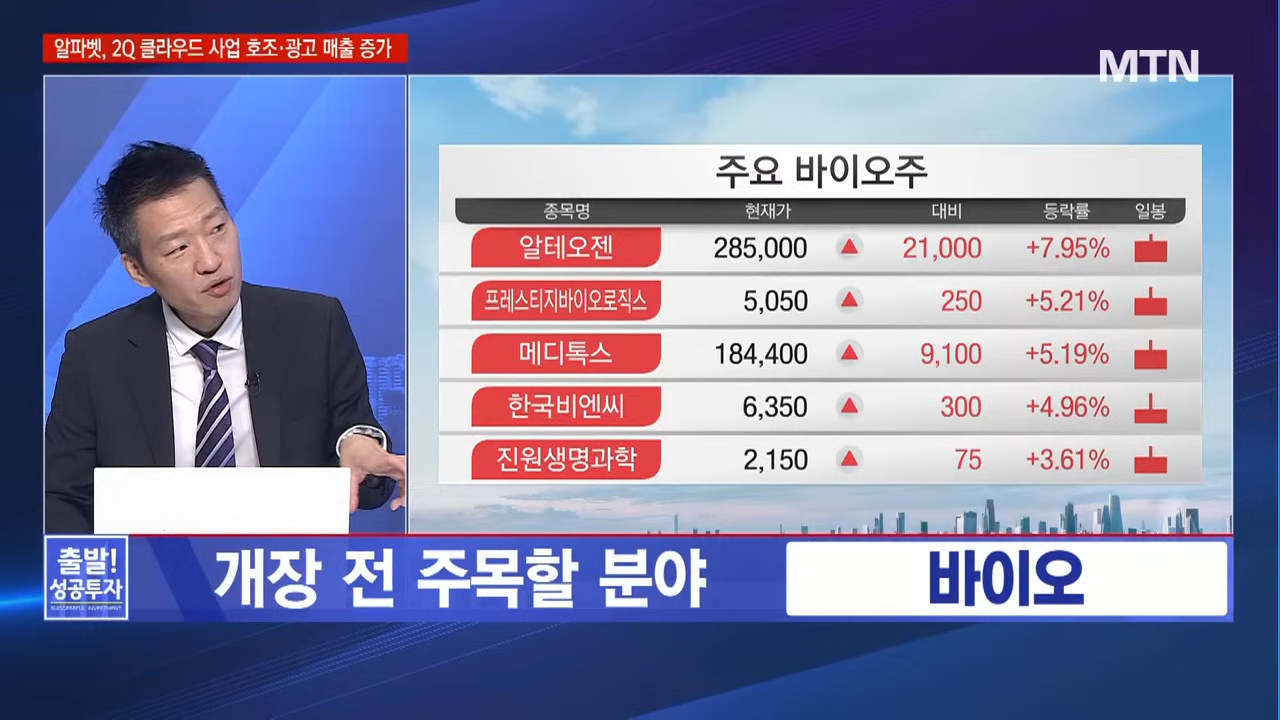 알파벳, 2Q 클라우드 사업 호조·광고 매출 증가
MTN
주요 바이오주
종목명 현재가 대비 등락률 일봉
알테오젠 285,000 ▲ 21,000 +7.95%
프레스티지바이오로직스 5,050 ▲ 250 +5.21%
메디톡스 184,400 ▲ 9,100 +5.19%
한국비엔씨 6,350 ▲ 300 +4.96%
진원생명과학 2,150 ▲ 75 +3.61%
출발!
성공투자
SUCCESSFUL INVESTMENT
개장 전 주목할 분야 바이오